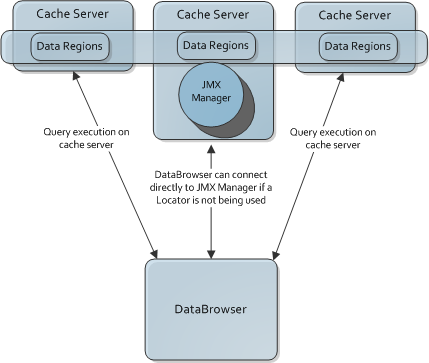 Cache Server
Cache Server
Cache Server
Data Regions
Data Regions
Data Regions
JMX
Manager
Query execution on
cache server
Query execution on
cache server
DataBrowser can connect
directly to JMX Manager if a
Locator is not being used
DataBrowser